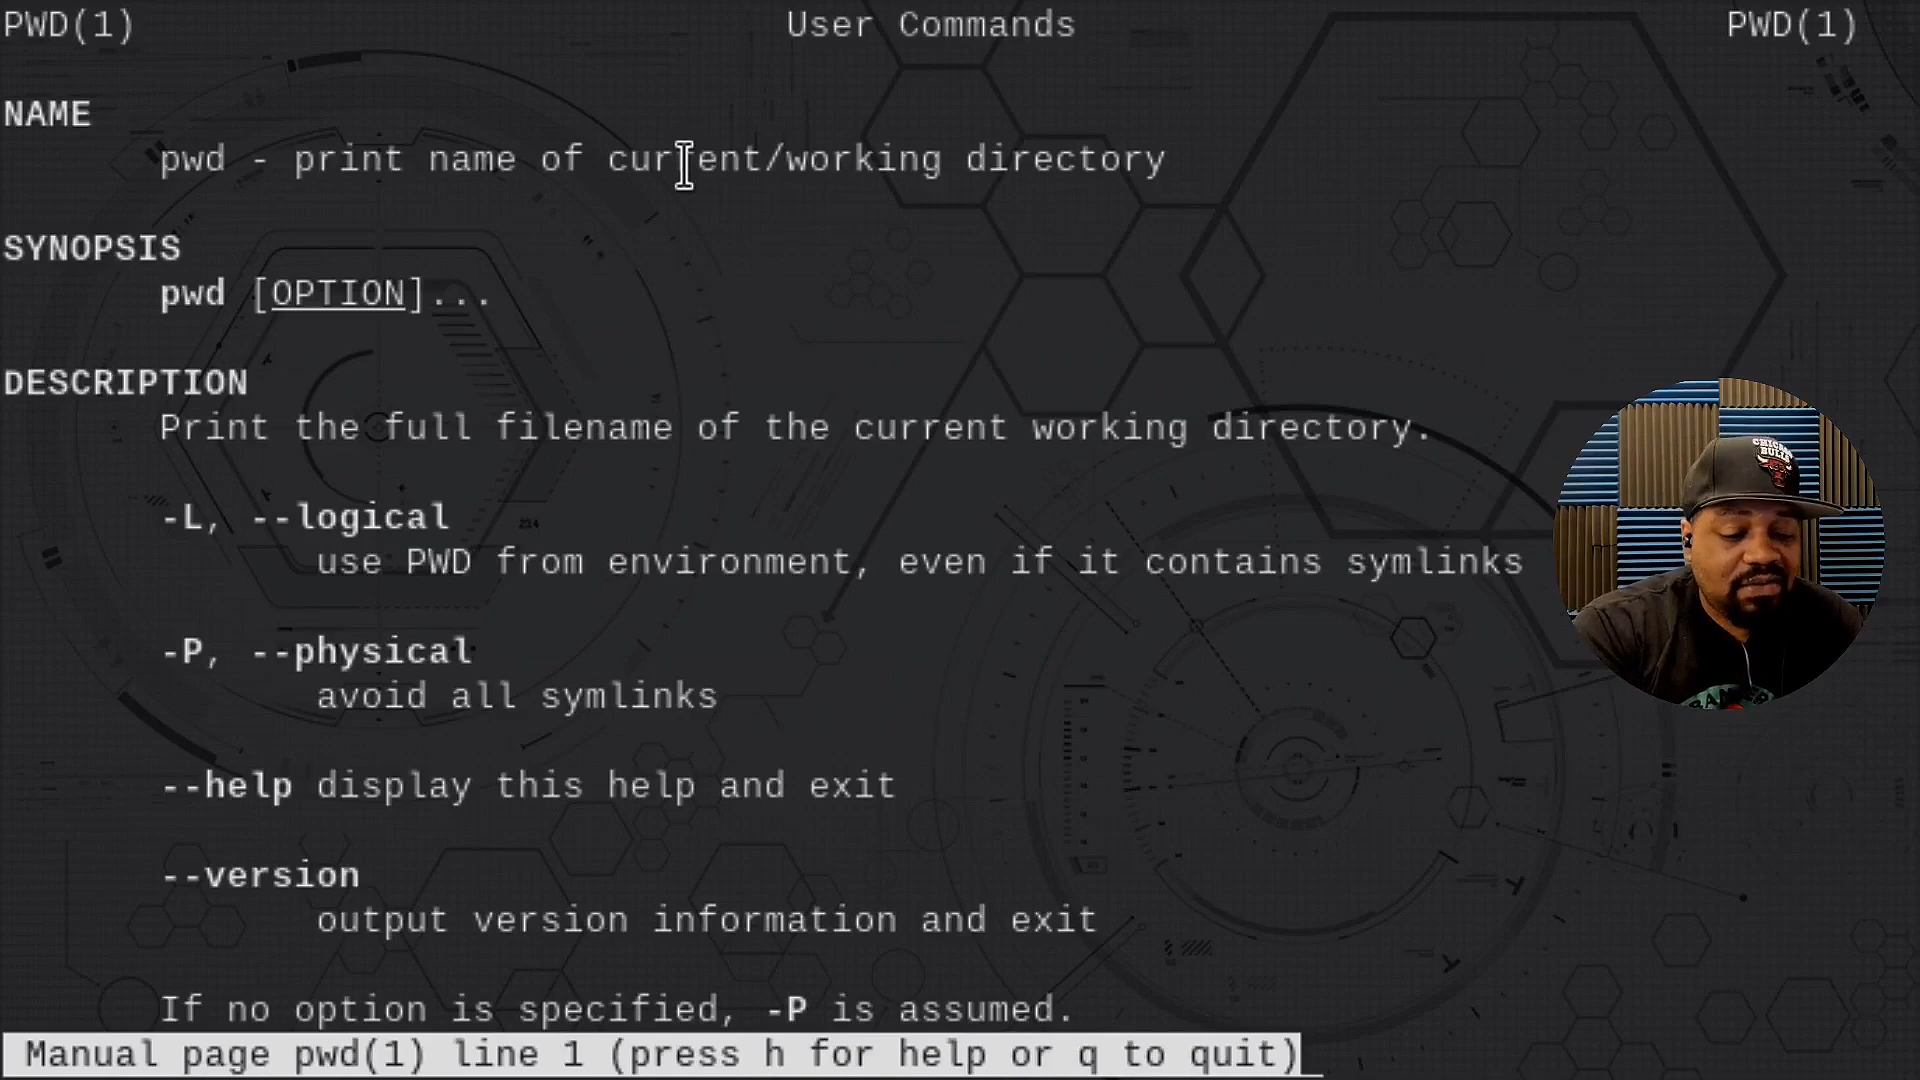 PWD(1) User Commands PWD(1)
NAME
pwd - print name of current/working directory
SYNOPSIS
pwd [OPTION]...
DESCRIPTION
Print the full filename of the current working directory.
-L, --logical
use PWD from environment, even if it contains symlinks
-P, --physical
avoid all symlinks
--help display this help and exit
--version
output version information and exit
If no option is specified, -P is assumed.
Manual page pwd(1) line 1 (press h for help or q to quit)
214
CHICAGO
BULLS